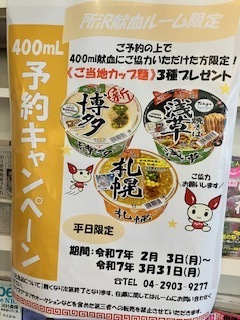 所沢献血ルーム限定
400mL
予約キャンペーン
ご予約の上で
400ml献血にご協力いただけた方限定！
《ご当地カップ麺》3種プレゼント
博多
浅草
札幌
ご協力
お願いします！
平日限定
期間：令和7年 2月 3日(月)～
令和7年 3月31日(月)
☎TEL 04-2903-9277